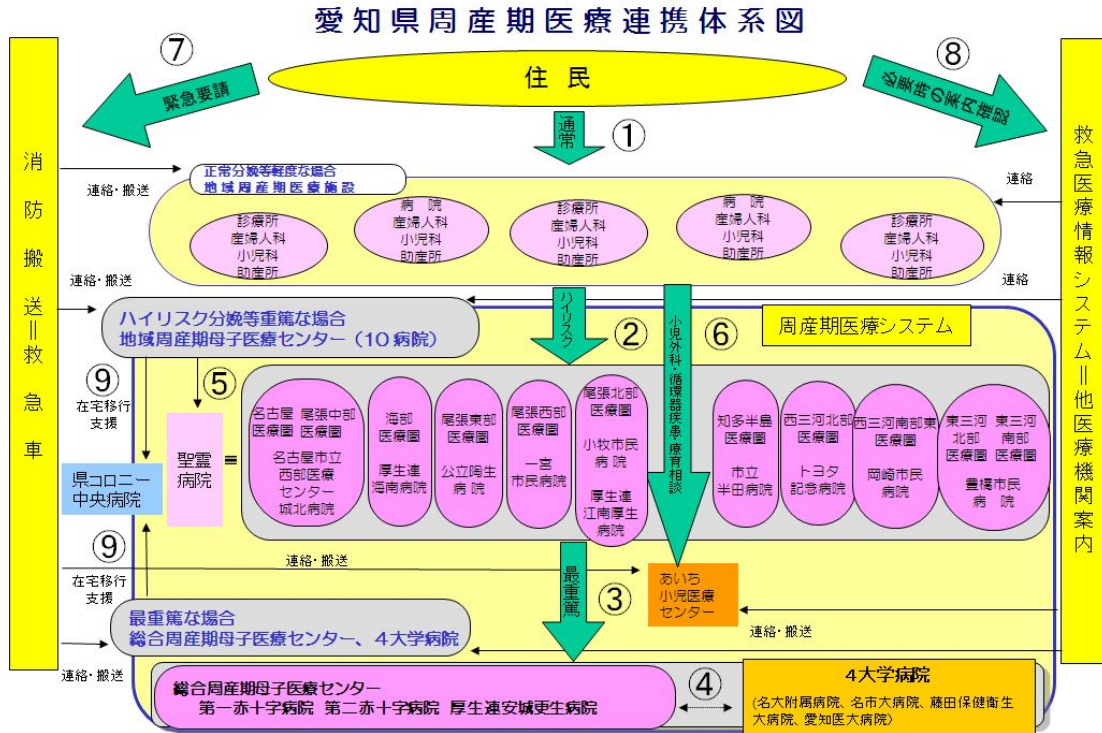 愛知県周産期医療連携体系図
⑦
緊急要請
住民
⑧
必要時の案内確認
通常
①
消防搬送＝救急車
救急医療情報システム＝他医療機関案内
正常分娩等軽度な場合
地域周産期医療施設
連絡・搬送
連絡
診療所
産婦人科
小児科
助産所
病 院
産婦人科
小児科
助産所
診療所
産婦人科
小児科
助産所
病 院
産婦人科
小児科
助産所
診療所
産婦人科
小児科
助産所
連絡・搬送
連絡
ハイリスク分娩等重篤な場合
地域周産期母子医療センター（10 病院）
ハイリスク
②
小児外科・循環器疾患・療育相談
⑥
周産期医療システム
⑨
在宅移行
支援
⑤
県コロニー
中央病院
聖霊
病院
≡
名古屋 尾張中部
医療圏 医療圏
名古屋市立
西部医療
センター
城北病院
海部
医療圏
厚生連
海南病院
尾張東部
医療圏
公立陶生
病 院
尾張西部
医療圏
一宮
市民病院
尾張北部
医療圏
小牧市民
病 院
厚生連
江南厚生
病院
知多半島
医療圏
市立
半田病院
西三河北部
医療圏
トヨタ
記念病院
西三河南部東
医療圏
岡崎市民
病院
東三河 東三河
北部 南部
医療圏 医療圏
豊橋市民
病 院
⑨
在宅移行
支援
連絡・搬送
最重篤
③
あいち
小児医療
センター
連絡・搬送
最重篤な場合
総合周産期母子医療センター、４大学病院
連絡・搬送
総合周産期母子医療センター
第一赤十字病院 第二赤十字病院 厚生連安城更生病院
④
４大学病院
(名大附属病院、名市大病院、藤田保健衛生
大病院、愛知医大病院)